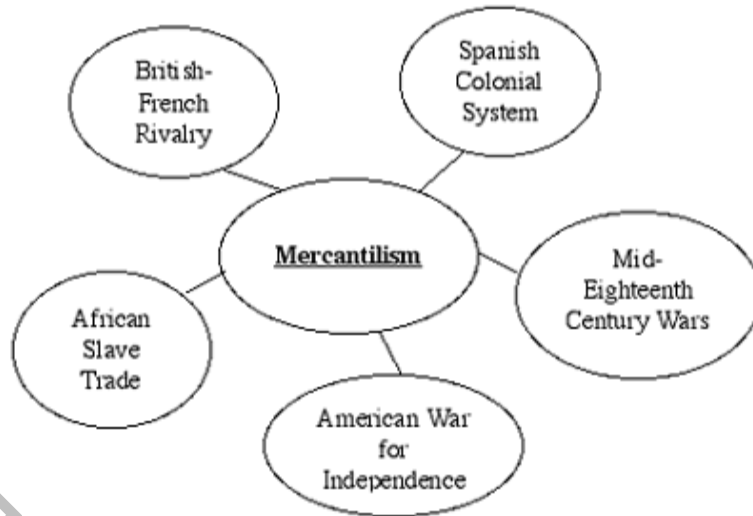 British-
French
Rivalry
Spanish
Colonial
System
Mercantilism
Mid-
Eighteenth
Century Wars
African
Slave
Trade
American War
for
Independence